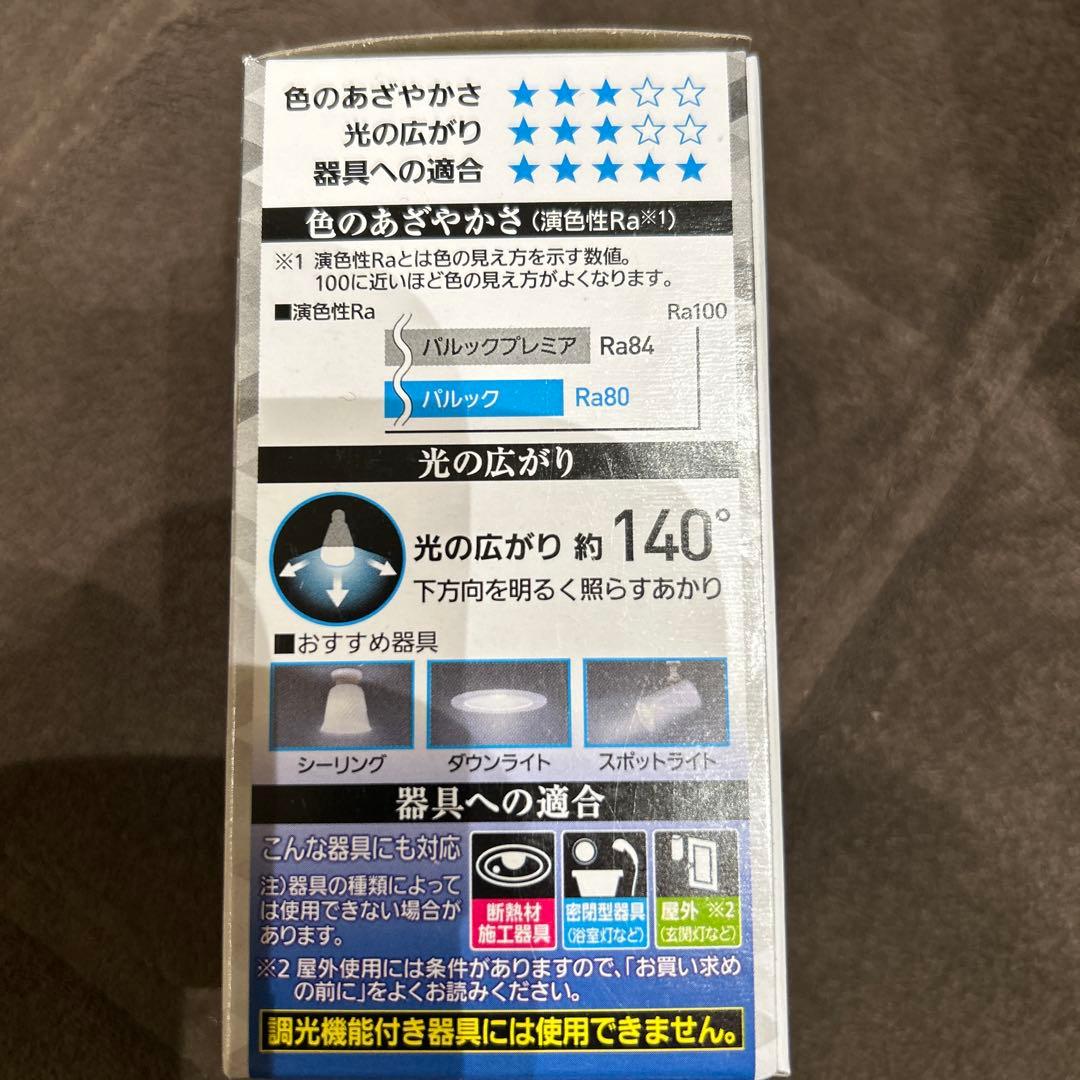 色のあざやかさ ★★★☆☆
光の広がり ★★★☆☆
器具への適合 ★★★★★
色のあざやかさ(演色性Ra※1)
※1 演色性Raとは色の見え方を示す数値。
100に近いほど色の見え方がよくなります。
■演色性Ra Ra100
パルックプレミア Ra84
パルック Ra80
光の広がり
光の広がり 約140°
下方向を明るく照らすあかり
■おすすめ器具
シーリング ダウンライト スポットライト
器具への適合
こんな器具にも対応
注)器具の種類によって
は使用できない場合が
あります。
断熱材
施工器具
密閉型器具
(浴室灯など)
屋外 ※2
(玄関灯など)
※2 屋外使用には条件がありますので、「お買い求め
の前に」をよくお読みください。
調光機能付き器具には使用できません。